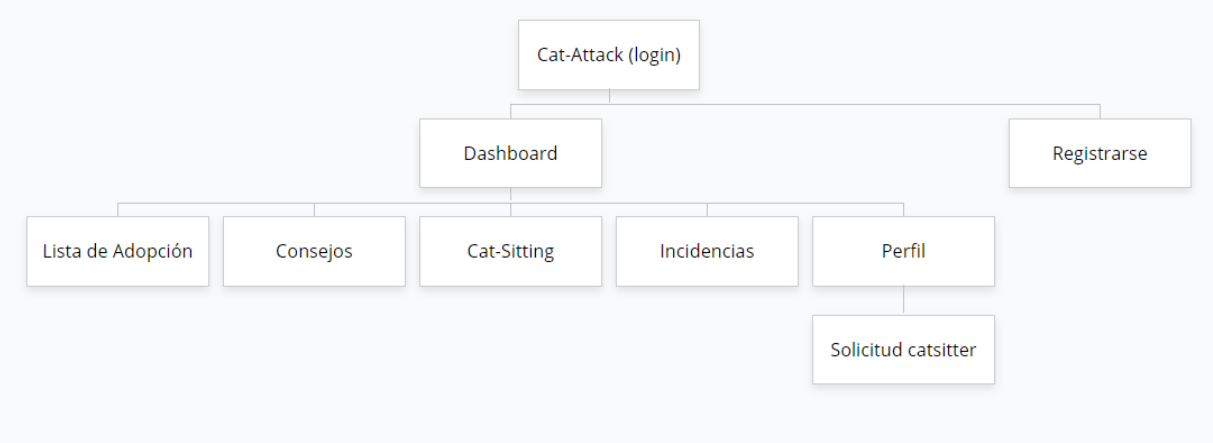 Cat-Attack (login)
Dashboard
Registrarse
Lista de Adopción
Consejos
Cat-Sitting
Incidencias
Perfil
Solicitud catsitter